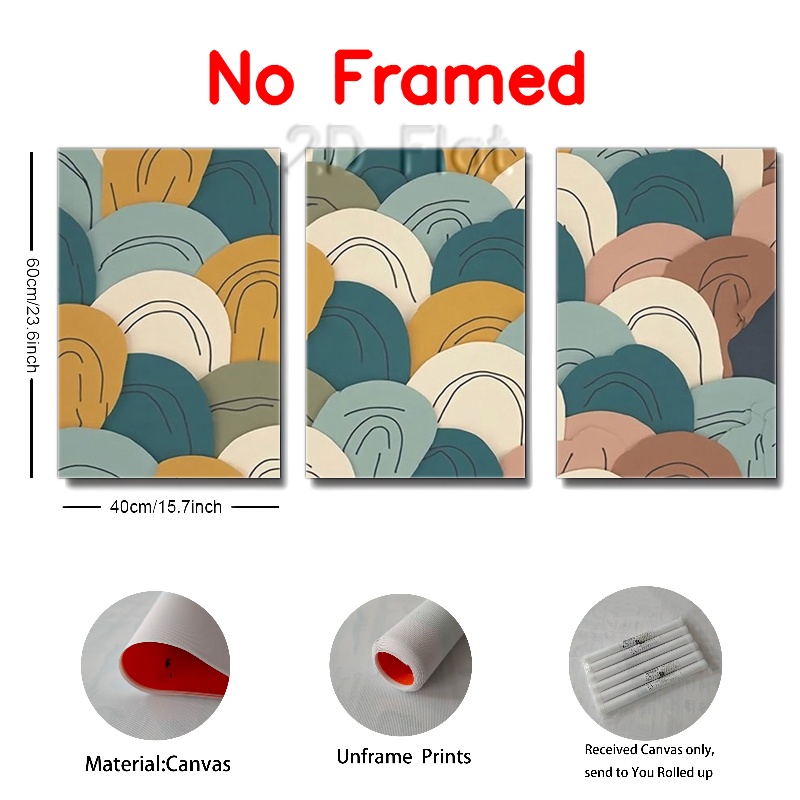 No Framed
2D Flat
60cm/23.6inch
40cm/15.7inch
Material:Canvas
Unframe Prints
Received Canvas only,
send to You Rolled up